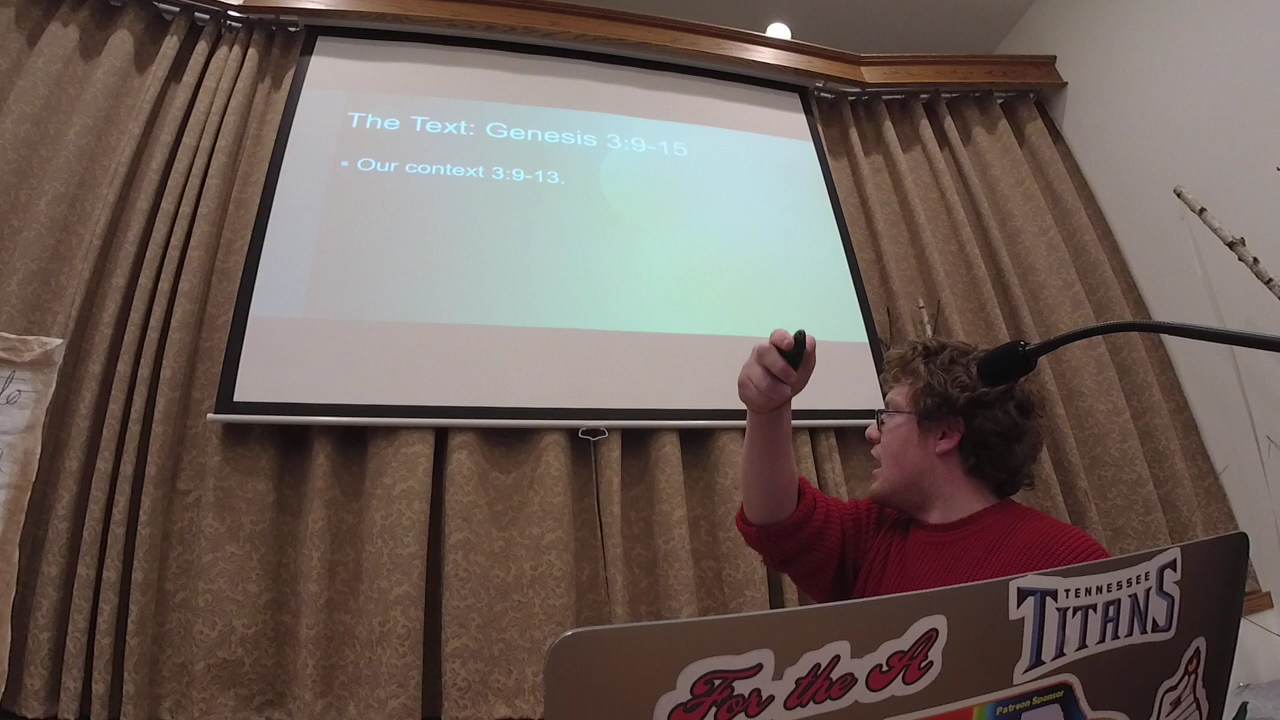 The Text: Genesis 3:9-15
▪ Our context 3:9-13.
TENNESSEE
TITANS
For the A
Patreon Sponsor